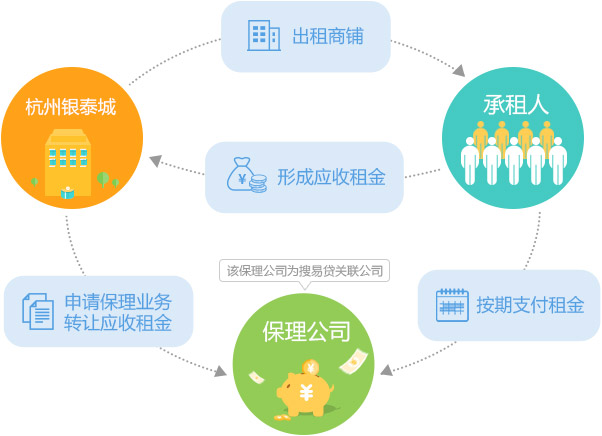 出租商铺
杭州银泰城
承租人
¥
形成应收租金
该保理公司为搜易贷关联公司
申请保理业务
转让应收租金
保理公司
按期支付租金
¥
¥